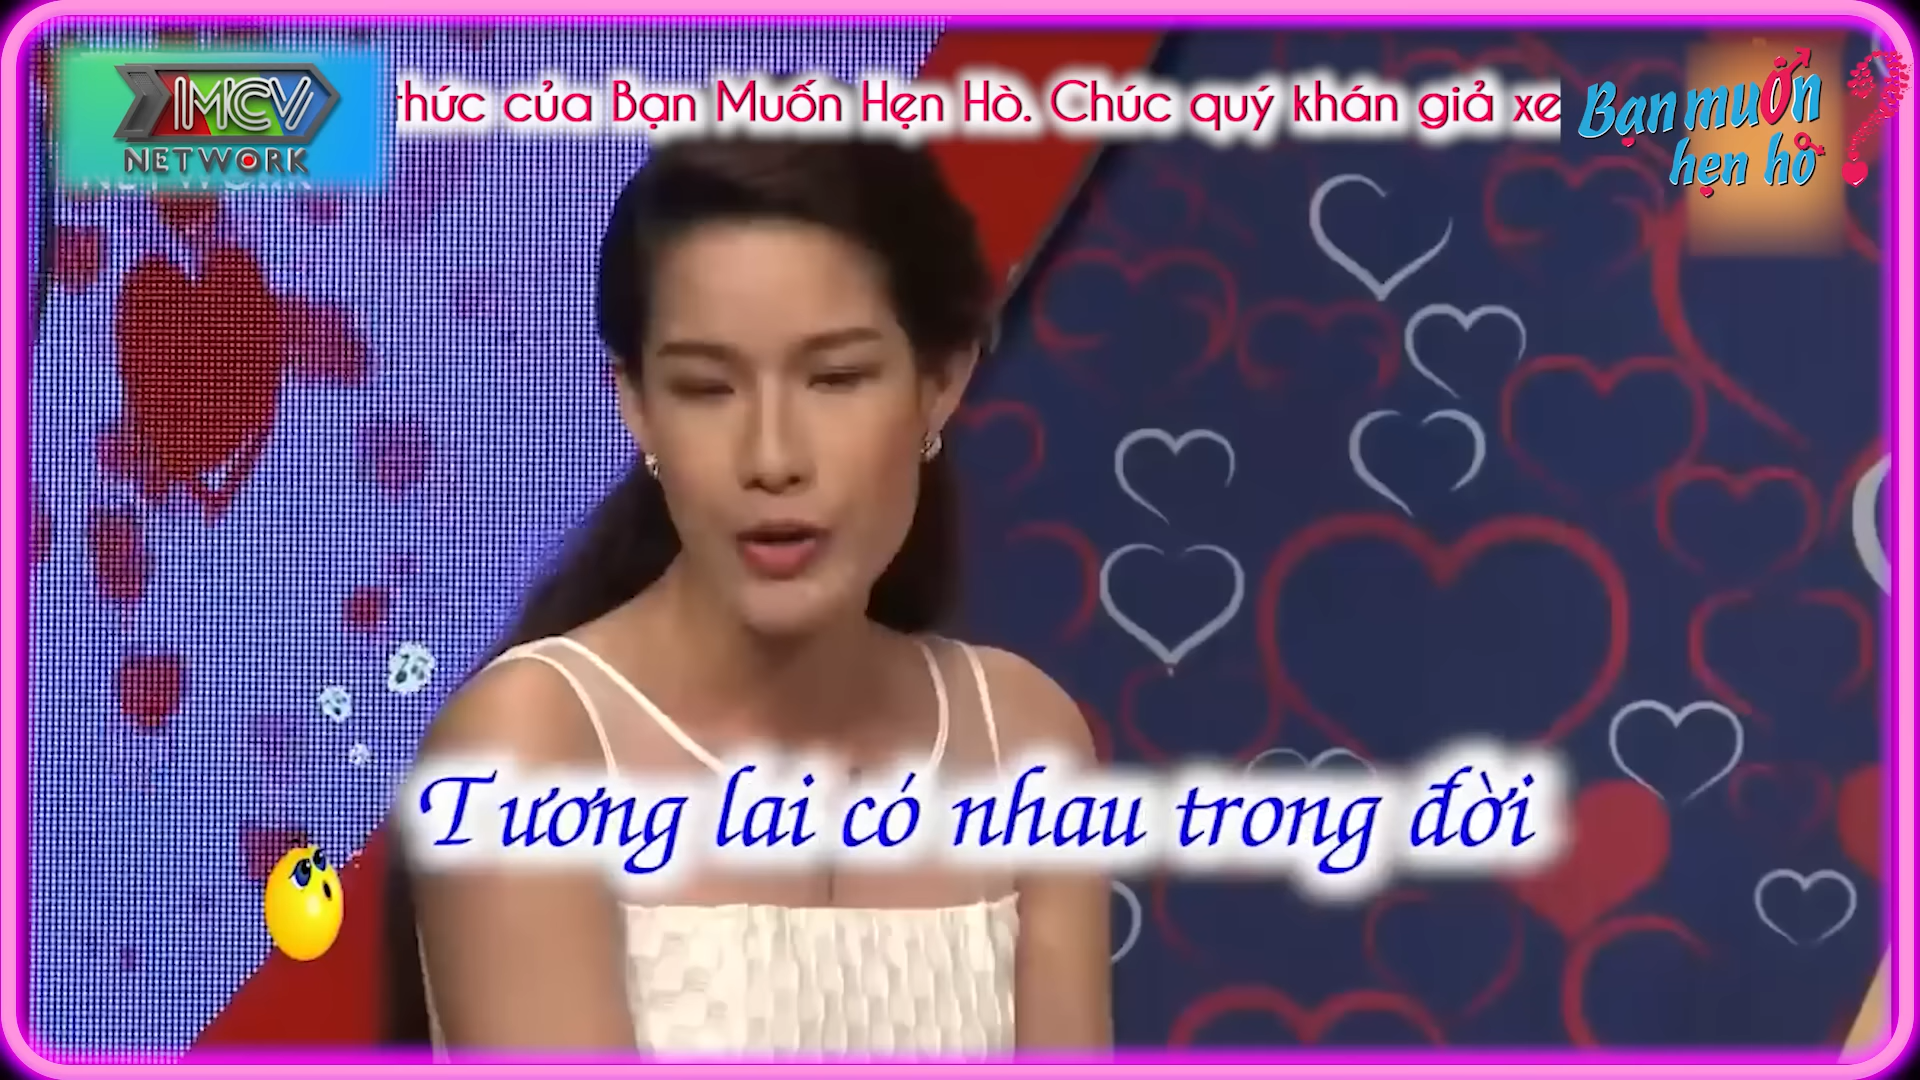 MCV
NETWORK
thức của Bạn Muốn Hẹn Hò. Chúc quý khán giả xe
Bạn muốn
hẹn hò ?
Tương lai có nhau trong đời